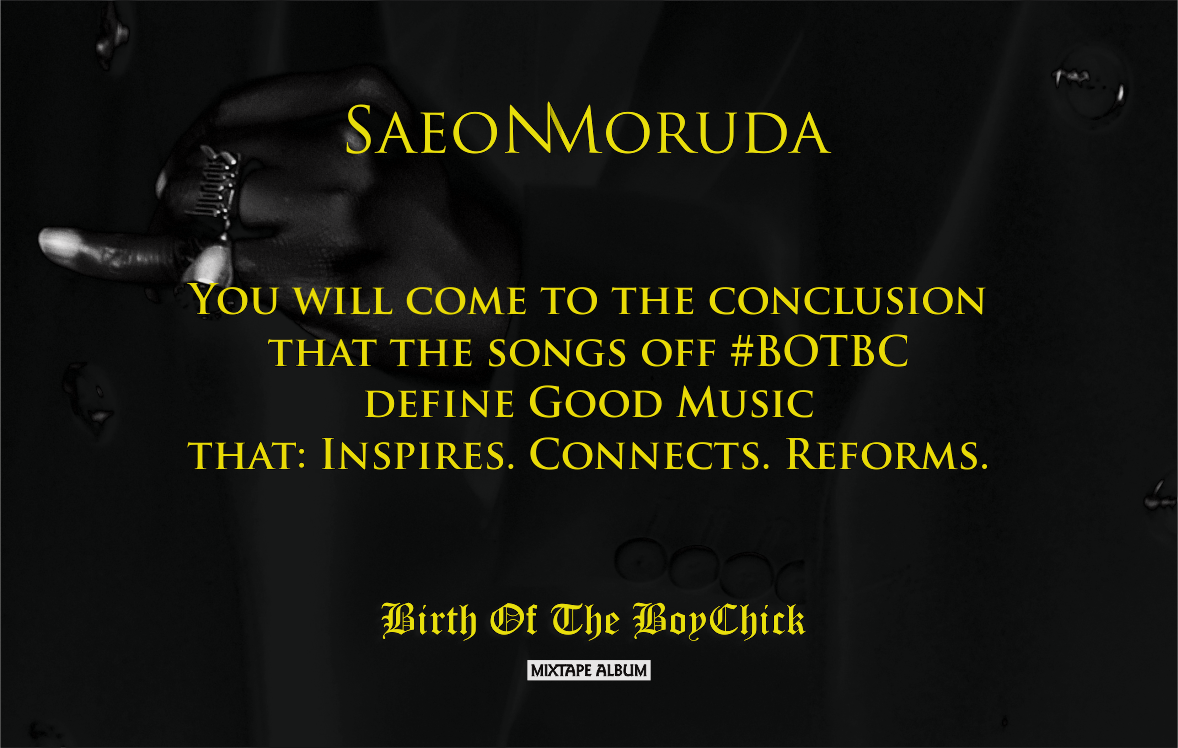 SaeonMoruda
You will come to the conclusion
that the songs off #BOTBC
define Good Music
that: Inspires. Connects. Reforms.
Birth Of The BoyChick
MIXTAPE ALBUM